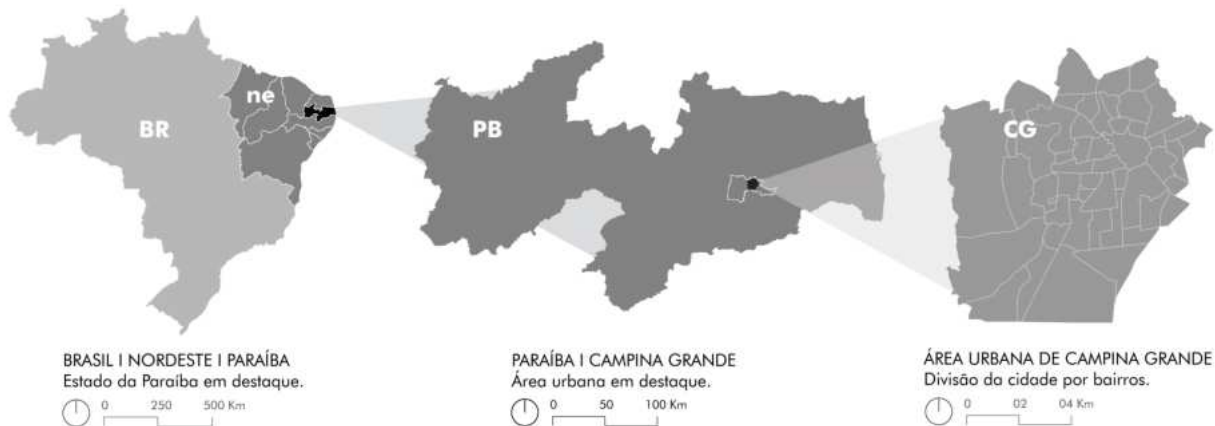 BR
ne
PB
CG
BRASIL I NORDESTE I PARAÍBA
Estado da Paraíba em destaque.
0 250 500 Km
PARAÍBA I CAMPINA GRANDE
Área urbana em destaque.
0 50 100 Km
ÁREA URBANA DE CAMPINA GRANDE
Divisão da cidade por bairros.
0 02 04 Km